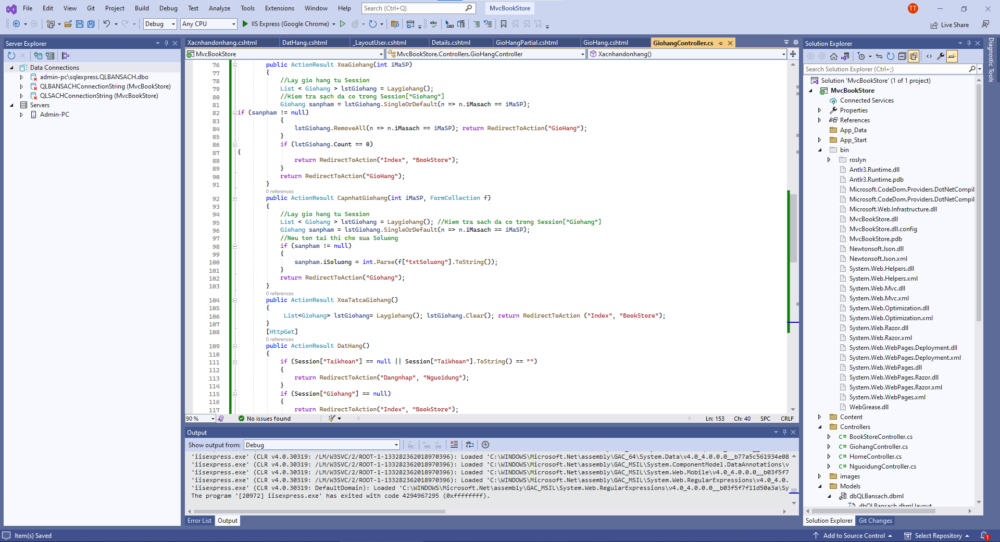 File Edit View Git Project Build Debug Test Analyze Tools Extensions Window Help Search (Ctrl+Q) MvcBookStore TT
Debug Any CPU IIS Express (Google Chrome) Live Share
Server Explorer
Data Connections
admin-pc\sqlexpress.QLBANSACH.dbo
QLBANSACHConnectionString (MvcBookStore)
QLSACHConnectionString (MvcBookStore)
Servers
Admin-PC
Xacnhandonhang.cshtml DatHang.cshtml _LayoutUser.cshtml Details.cshtml GioHangPartial.cshtml GioHang.cshtml GiohangController.cs
MvcBookStore MvcBookStore.Controllers.GioHangController Xacnhandonhang()
76 public ActionResult XoaGiohang(int iMaSP)
77 {
78 //Lay gio hang tu Session
79 List < Giohang > lstGiohang = Laygiohang();
80 //Kiem tra sạch da co trong Session["Giohang"]
81 Giohang sanpham = lstGiohang.SingleOrDefault(n => n.iMasach == iMaSP);
82 if (sanpham != null)
83 {
84 lstGiohang.RemoveAll(n => n.iMasach == iMaSP); return RedirectToAction("GioHang");
85 }
86 if (lstGiohang.Count == 0)
87 {
88 return RedirectToAction("Index", "BookStore");
89 }
90 return RedirectToAction("GioHang");
91 }
0 references
92 public ActionResult CapnhatGiohang(int iMaSP, FormCollection f)
93 {
94 //Lay gio hang tu Session
95 List < Giohang > lstGiohang = Laygiohang(); //Kiem tra sach da co trong Session["Giohang"]
96 Giohang sanpham = lstGiohang.SingleOrDefault(n => n.iMasach == iMaSP);
97 //Neu ton tai thi cho sua Soluong
98 if (sanpham != null)
99 {
100 sanpham.iSoluong = int.Parse(f["txtSoluong"].ToString());
101 }
102 return RedirectToAction("Giohang");
103 }
0 references
104 public ActionResult XoaTatcaGiohang()
105 {
106 List<Giohang> lstGiohang= Laygiohang(); lstGiohang.Clear(); return RedirectToAction ("Index", "BookStore");
107 }
108 [HttpGet]
0 references
109 public ActionResult DatHang()
110 {
111 if (Session["Taikhoan"] == null || Session["Taikhoan"].ToString() == "")
112 {
113 return RedirectToAction("Dangnhap", "Nguoidung");
114 }
115 if (Session["Giohang"] == null)
116 {
117 return RedirectToAction("Index", "BookStore");
90 % No issues found Ln: 153 Ch: 40 SPC CRLF
Output
Show output from: Debug
'iisexpress.exe' (CLR v4.0.30319: /LM/W3SVC/2/ROOT-1-133282362018970396): Loaded 'C:\WINDOWS\Microsoft.Net\assembly\GAC_64\System.Data\v4.0_4.0.0.0__b77a5c561934e08
'iisexpress.exe' (CLR v4.0.30319: /LM/W3SVC/2/ROOT-1-133282362018970396): Loaded 'C:\WINDOWS\Microsoft.Net\assembly\GAC_MSIL\System.ComponentModel.DataAnnotations\v
'iisexpress.exe' (CLR v4.0.30319: /LM/W3SVC/2/ROOT-1-133282362018970396): Loaded 'C:\WINDOWS\Microsoft.Net\assembly\GAC_MSIL\System.Web.Mobile\v4.0_4.0.0.0__b03f5f7
'iisexpress.exe' (CLR v4.0.30319: /LM/W3SVC/2/ROOT-1-133282362018970396): Loaded 'C:\WINDOWS\Microsoft.Net\assembly\GAC_MSIL\System.Web.RegularExpressions\v4.0_4.0.
'iisexpress.exe' (CLR v4.0.30319: DefaultDomain): Loaded 'C:\WINDOWS\Microsoft.Net\assembly\GAC_MSIL\System.Web.RegularExpressions\v4.0_4.0.0.0__b03f5f7f11d50a3a\Sy
The program '[20972] iisexpress.exe' has exited with code 4294967295 (0xffffffff).
Error List Output
Solution Explorer
Search Solution Explorer (Ctrl+;)
Solution 'MvcBookStore' (1 of 1 project)
MvcBookStore
Connected Services
Properties
References
App_Data
App_Start
bin
roslyn
Antlr3.Runtime.dll
Antlr3.Runtime.pdb
Microsoft.CodeDom.Providers.DotNetCompil
Microsoft.CodeDom.Providers.DotNetCompil
Microsoft.Web.Infrastructure.dll
MvcBookStore.dll
MvcBookStore.dll.config
MvcBookStore.pdb
Newtonsoft.Json.dll
Newtonsoft.Json.xml
System.Web.Helpers.dll
System.Web.Helpers.xml
System.Web.Mvc.dll
System.Web.Mvc.xml
System.Web.Optimization.dll
System.Web.Optimization.xml
System.Web.Razor.dll
System.Web.Razor.xml
System.Web.WebPages.Deployment.dll
System.Web.WebPages.Deployment.xml
System.Web.WebPages.dll
System.Web.WebPages.Razor.dll
System.Web.WebPages.Razor.xml
System.Web.WebPages.xml
WebGrease.dll
Content
Controllers
C# BookStoreController.cs
C# GiohangController.cs
C# HomeController.cs
C# NguoidungController.cs
images
Models
dbQLBansach.dbml
dbQLBansach.dbml.layout
Solution Explorer Git Changes
Diagnostic Tools
Item(s) Saved Add to Source Control Select Repository 1